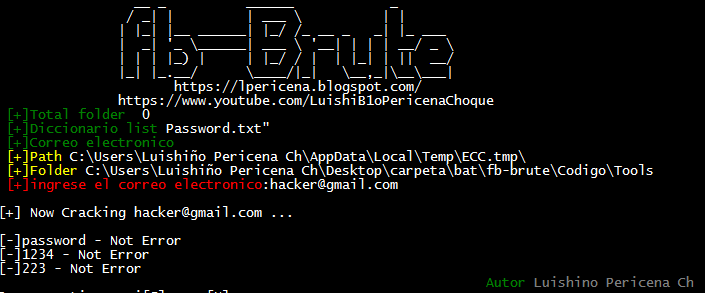 fb-Brute
https://lpericena.blogspot.com/
https://www.youtube.com/LuishiB1oPericenaChoque
[+]Total folder 0
[+]Diccionario list Password.txt"
[+]Correo electronico
[+]Path C:\Users\Luishiño Pericena Ch\AppData\Local\Temp\ECC.tmp\
[+]Folder C:\Users\Luishiño Pericena Ch\Desktop\carpeta\bat\fb-brute\Codigo\Tools
[+]ingrese el correo electronico:hacker@gmail.com
[+] Now Cracking hacker@gmail.com ...
[-]password - Not Error
[-]1234 - Not Error
[-]223 - Not Error
Autor Luishino Pericena Ch